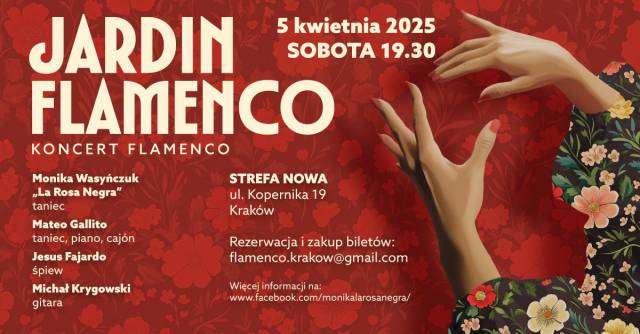 JARDIN
FLAMENCO
KONCERT FLAMENCO
5 kwietnia 2025
SOBOTA 19.30
Monika Wasyńczuk
„La Rosa Negra”
taniec
Mateo Gallito
taniec, piano, cajón
Jesus Fajardo
śpiew
Michał Krygowski
gitara
STREFA NOWA
ul. Kopernika 19
Kraków
Rezerwacja i zakup biletów:
flamenco.krakow@gmail.com
Więcej informacji na:
www.facebook.com/monikalarosanegra/